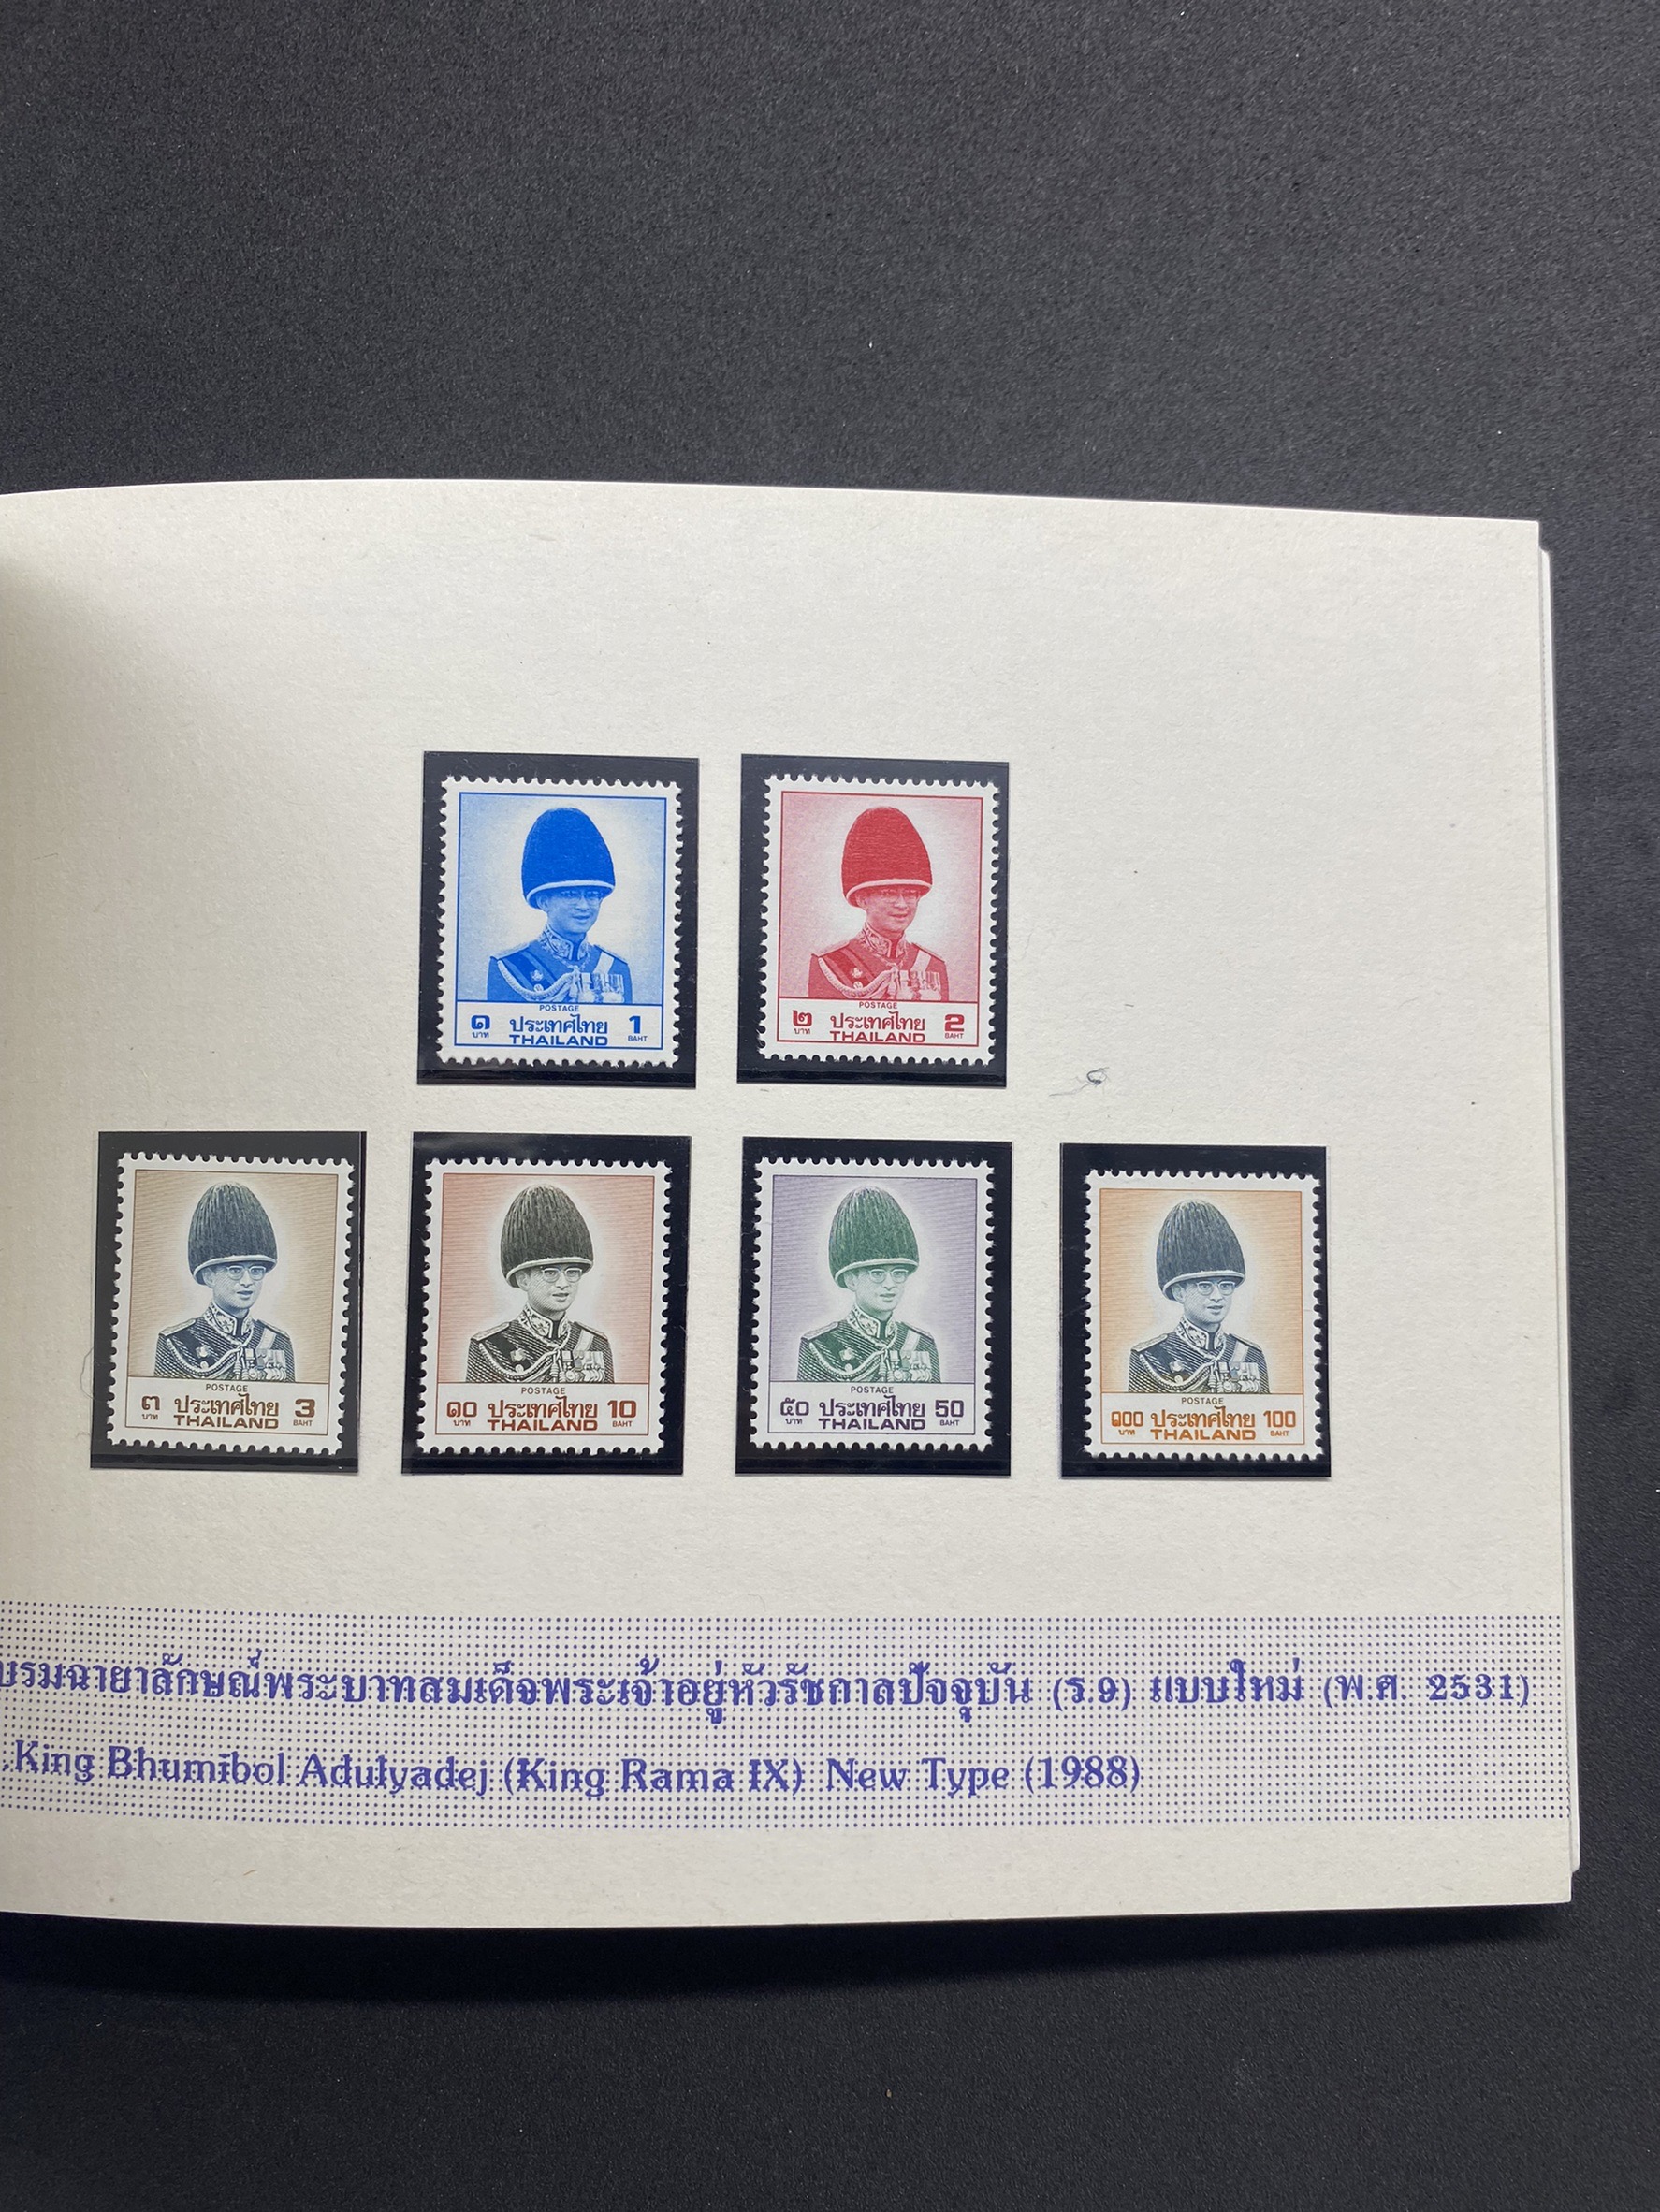 POSTAGE
๑ ประเทศไทย 1
บาท THAILAND BAHT
POSTAGE
๒ ประเทศไทย 2
บาท THAILAND BAHT
POSTAGE
๓ ประเทศไทย 3
บาท THAILAND BAHT
POSTAGE
๑๐ ประเทศไทย 10
บาท THAILAND BAHT
POSTAGE
๕๐ ประเทศไทย 50
บาท THAILAND BAHT
POSTAGE
๑๐๐ ประเทศไทย 100
บาท THAILAND BAHT
บรมฉายาลักษณ์พระบาทสมเด็จพระเจ้าอยู่หัวรัชกาลปัจจุบัน (ร.9) แบบใหม่ (พ.ศ. 2531)
.King Bhumibol Adulyadej (King Rama IX) New Type (1988)